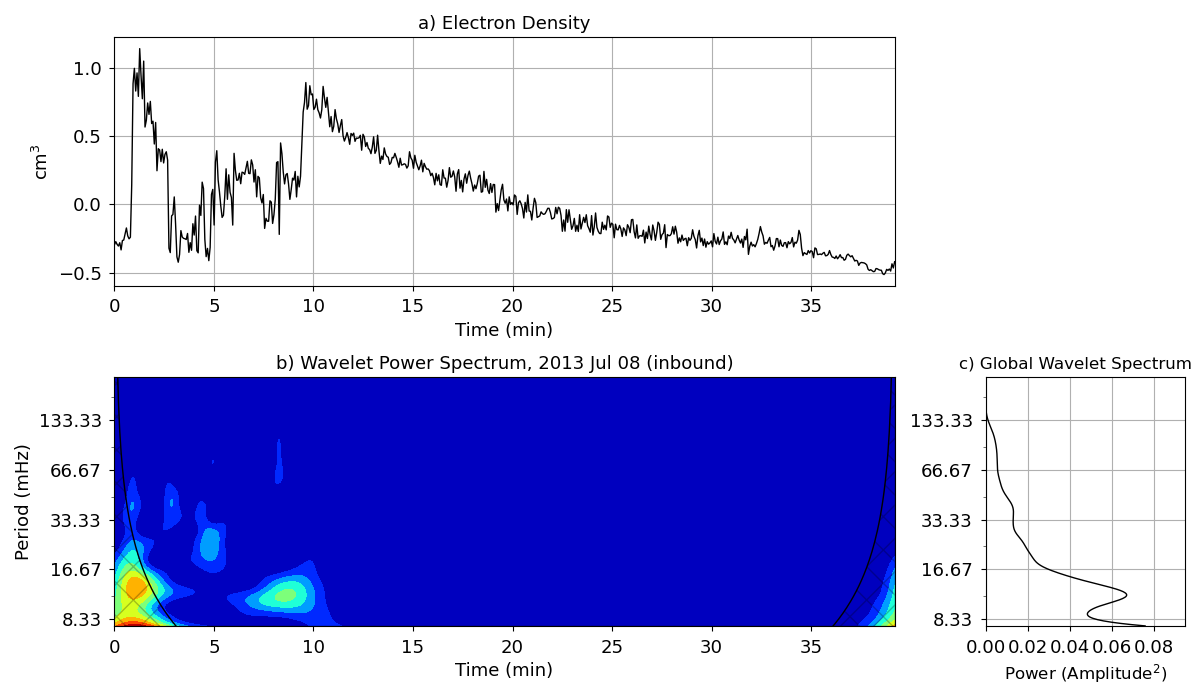 a) Electron Density
1.0
0.5
0.0
−0.5
cm³
0 5 10 15 20 25 30 35
Time (min)
b) Wavelet Power Spectrum, 2013 Jul 08 (inbound)
133.33
66.67
33.33
16.67
8.33
Period (mHz)
0 5 10 15 20 25 30 35
Time (min)
c) Global Wavelet Spectrum
133.33
66.67
33.33
16.67
8.33
0.00 0.02 0.04 0.06 0.08
Power (Amplitude²)